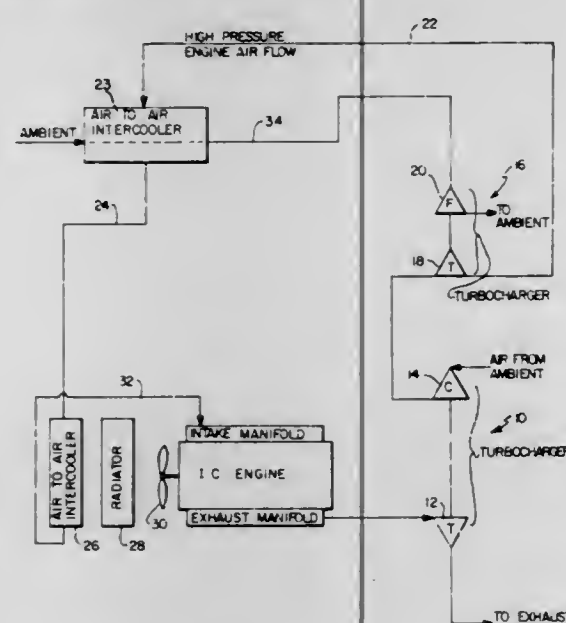 HIGH PRESSURE
ENGINE AIR FLOW
22
23
AIR TO AIR
INTERCOOLER
AMBIENT
34
24
20
F
16
TO
AMBIENT
18
T
TURBOCHARGER
AIR FROM
AMBIENT
14
C
10
TURBOCHARGER
32
INTAKE MANIFOLD
I C ENGINE
EXHAUST MANIFOLD
AIR TO AIR
INTERCOOLER
RADIATOR
26
28
30
12
T
TO EXHAUST